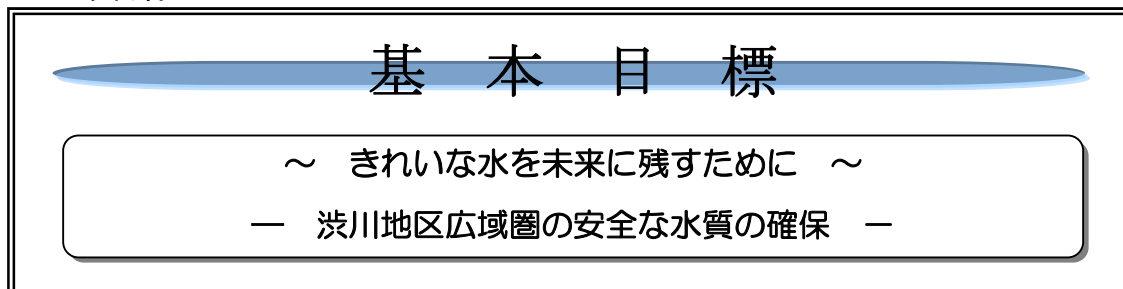 基　本　目　標
～　きれいな水を未来に残すために　～
―　渋川地区広域圏の安全な水質の確保　－